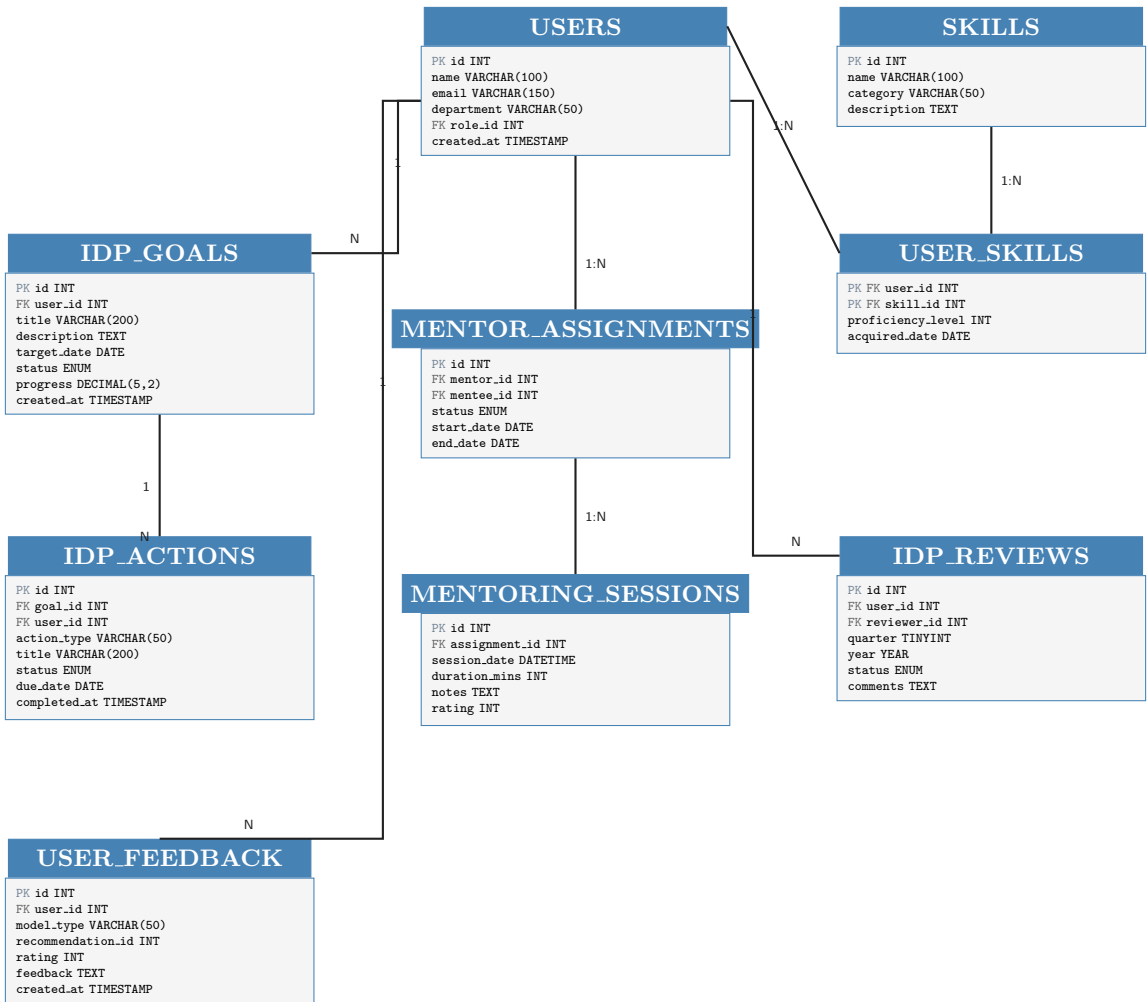 USERS
PK id INT
name VARCHAR(100)
email VARCHAR(150)
department VARCHAR(50)
FK role_id INT
created_at TIMESTAMP
SKILLS
PK id INT
name VARCHAR(100)
category VARCHAR(50)
description TEXT
1:N
1
1:N
N
IDP_GOALS
PK id INT
FK user_id INT
title VARCHAR(200)
description TEXT
target_date DATE
status ENUM
progress DECIMAL(5,2)
created_at TIMESTAMP
1:N
USER_SKILLS
PK FK user_id INT
PK FK skill_id INT
proficiency_level INT
acquired_date DATE
1
MENTOR_ASSIGNMENTS
PK id INT
FK mentor_id INT
FK mentee_id INT
status ENUM
start_date DATE
end_date DATE
1
1
N
1:N
N
IDP_ACTIONS
PK id INT
FK goal_id INT
FK user_id INT
action_type VARCHAR(50)
title VARCHAR(200)
status ENUM
due_date DATE
completed_at TIMESTAMP
MENTORING_SESSIONS
PK id INT
FK assignment_id INT
session_date DATETIME
duration_mins INT
notes TEXT
rating INT
IDP_REVIEWS
PK id INT
FK user_id INT
FK reviewer_id INT
quarter TINYINT
year YEAR
status ENUM
comments TEXT
N
USER_FEEDBACK
PK id INT
FK user_id INT
model_type VARCHAR(50)
recommendation_id INT
rating INT
feedback TEXT
created_at TIMESTAMP